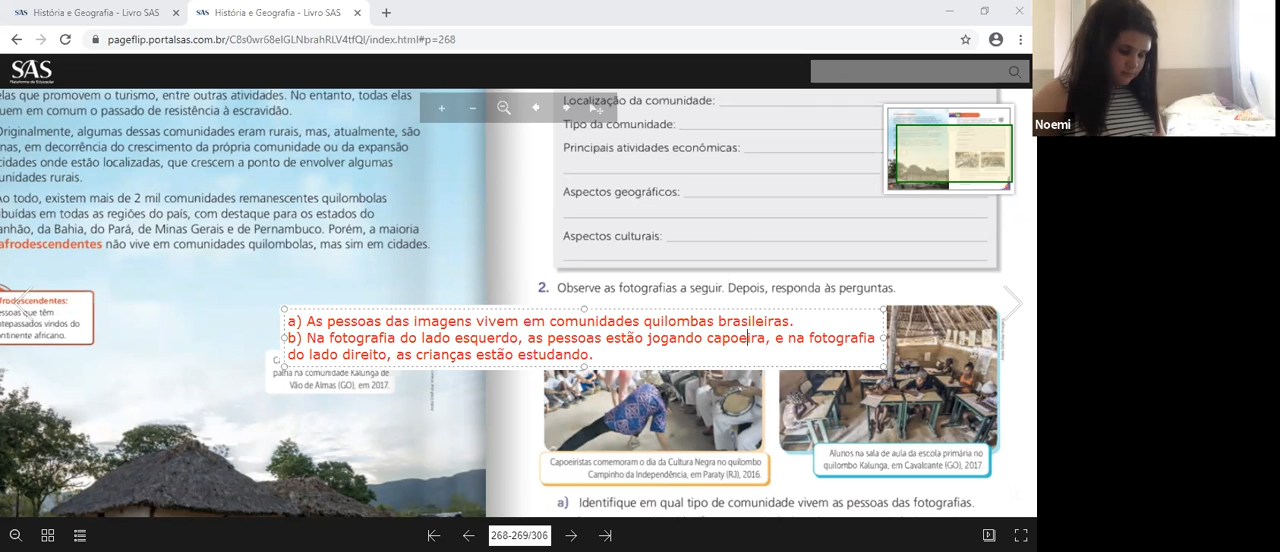 História e Geografia - Livro SAS
História e Geografia - Livro SAS
pageflip.portalsas.com.br/C8s0wr68eIGLNbrahRLV4tfQI/index.html#p=268
SAS
Plataforma de Educação
Noemi
elas que promovem o turismo, entre outras atividades. No entanto, todas elas
uem em comum o passado de resistência à escravidão.
Originalmente, algumas dessas comunidades eram rurais, mas, atualmente, são
nas, em decorrência do crescimento da própria comunidade ou da expansão
cidades onde estão localizadas, que crescem a ponto de envolver algumas
unidades rurais.
Ao todo, existem mais de 2 mil comunidades remanescentes quilombolas
ibuídas em todas as regiões do país, com destaque para os estados do
anhão, da Bahia, do Pará, de Minas Gerais e de Pernambuco. Porém, a maioria
afrodescendentes não vive em comunidades quilombolas, mas sim em cidades.
frodescendentes:
essoas que têm
ntepassados vindos do
ontinente africano.
palha na comunidade Kalunga de
Vão de Almas (GO), em 2017.
Localização da comunidade:
Tipo da comunidade:
Principais atividades econômicas:
Aspectos geográficos:
Aspectos culturais:
2. Observe as fotografias a seguir. Depois, responda às perguntas.
a) As pessoas das imagens vivem em comunidades quilombas brasileiras.
b) Na fotografia do lado esquerdo, as pessoas estão jogando capoeira, e na fotografia
do lado direito, as crianças estão estudando.
Capoeiristas comemoram o dia da Cultura Negra no quilombo
Campinho da Independência, em Paraty (RJ), 2016.
Alunos na sala de aula da escola primária no
quilombo Kalunga, em Cavalcante (GO), 2017
a) Identifique em qual tipo de comunidade vivem as pessoas das fotografias.
268-269/306